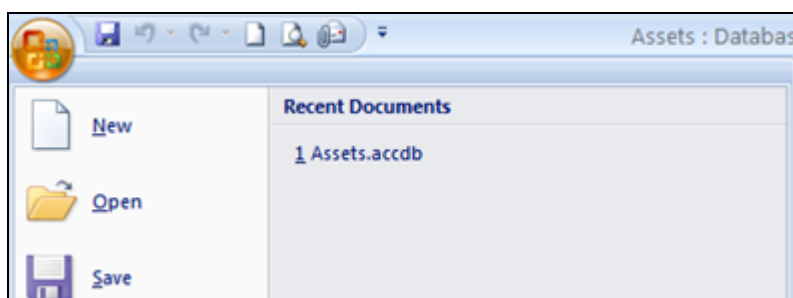 Assets : Databas
New
Recent Documents
1 Assets.accdb
Open
Save